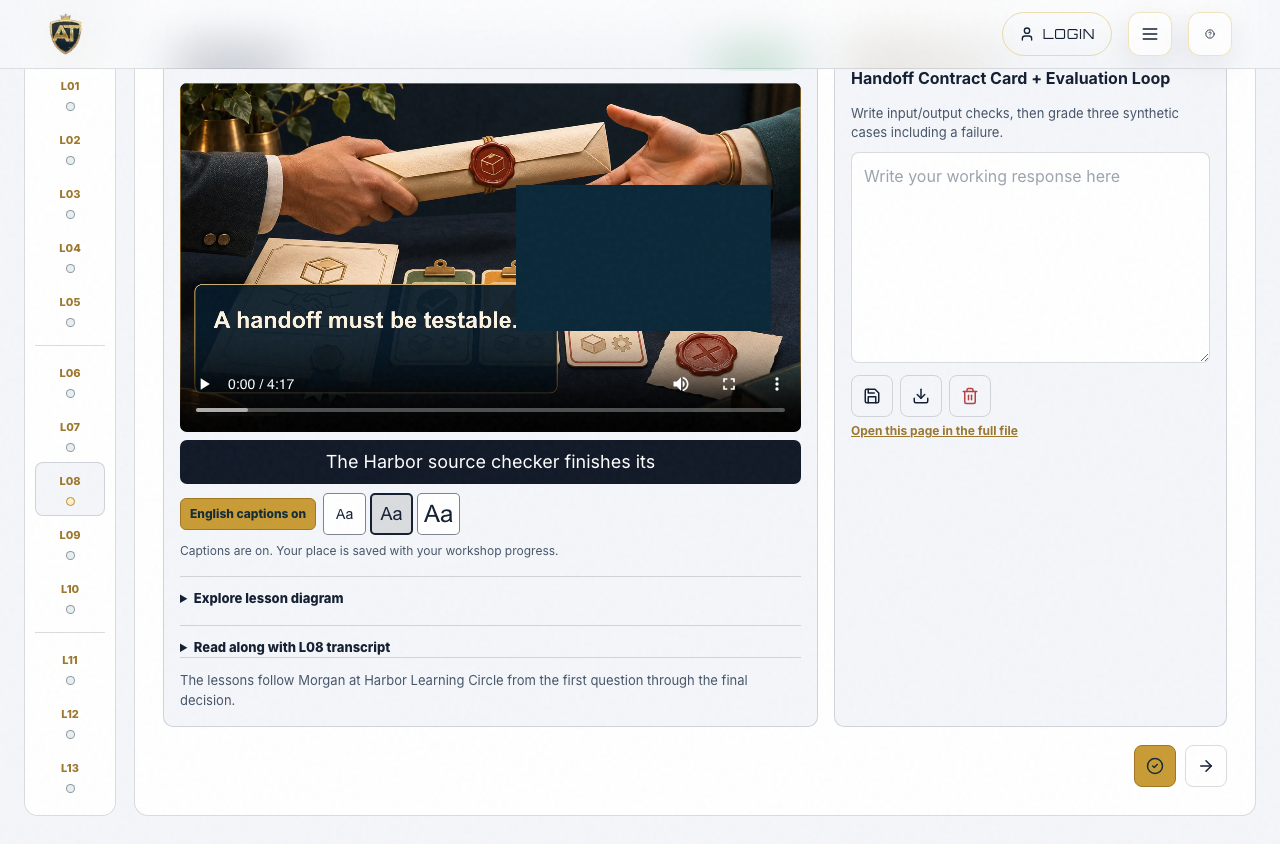 AT
LOGIN
L01
L02
L03
L04
L05
L06
L07
L08
L09
L10
L11
L12
L13
A handoff must be testable.
0:00 / 4:17
The Harbor source checker finishes its
English captions on
Aa
Aa
Aa
Captions are on. Your place is saved with your workshop progress.
Explore lesson diagram
Read along with L08 transcript
The lessons follow Morgan at Harbor Learning Circle from the first question through the final
decision.
Handoff Contract Card + Evaluation Loop
Write input/output checks, then grade three synthetic
cases including a failure.
Write your working response here
Open this page in the full file